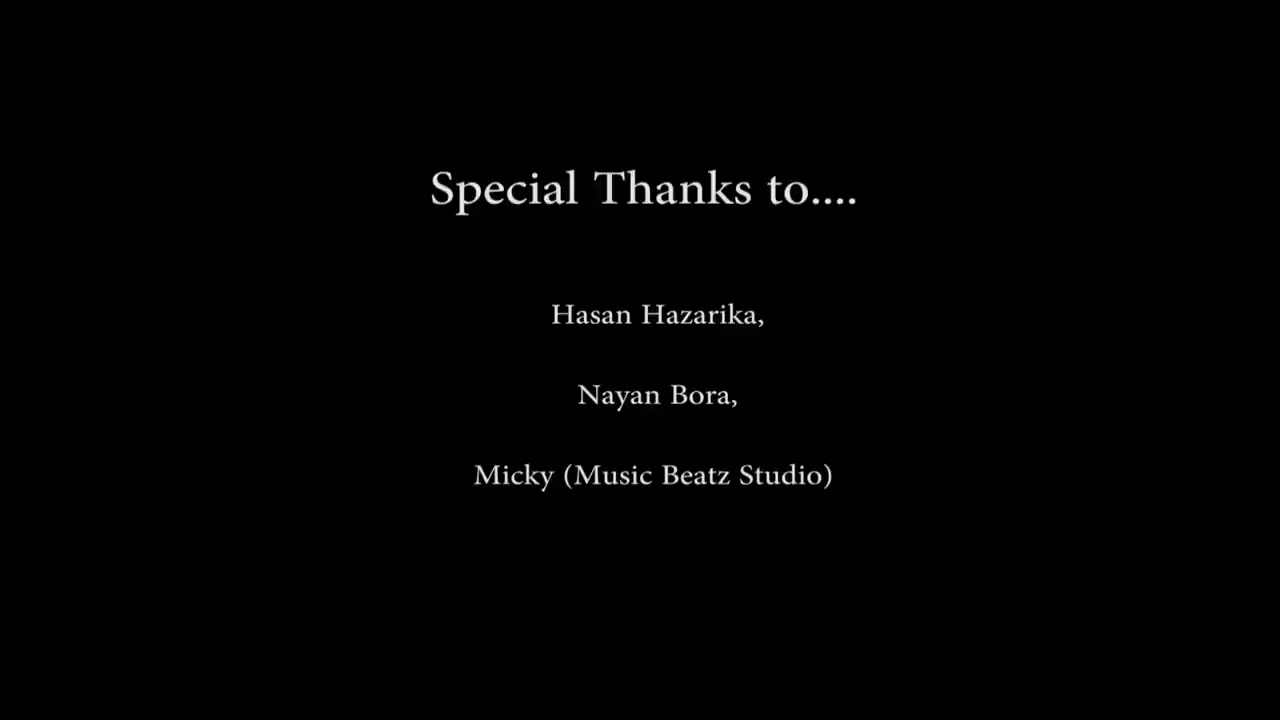 Special Thanks to....
Hasan Hazarika,
Nayan Bora,
Micky (Music Beatz Studio)